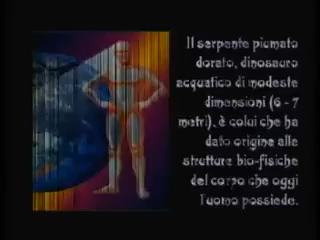 Il serpente piumato
dorato, dinosauro
acquatico di modeste
dimensioni (6 - 7
metri), è colui che ha
dato origine alle
strutture bio-fisiche
del corpo che oggi
l'uomo possiede.